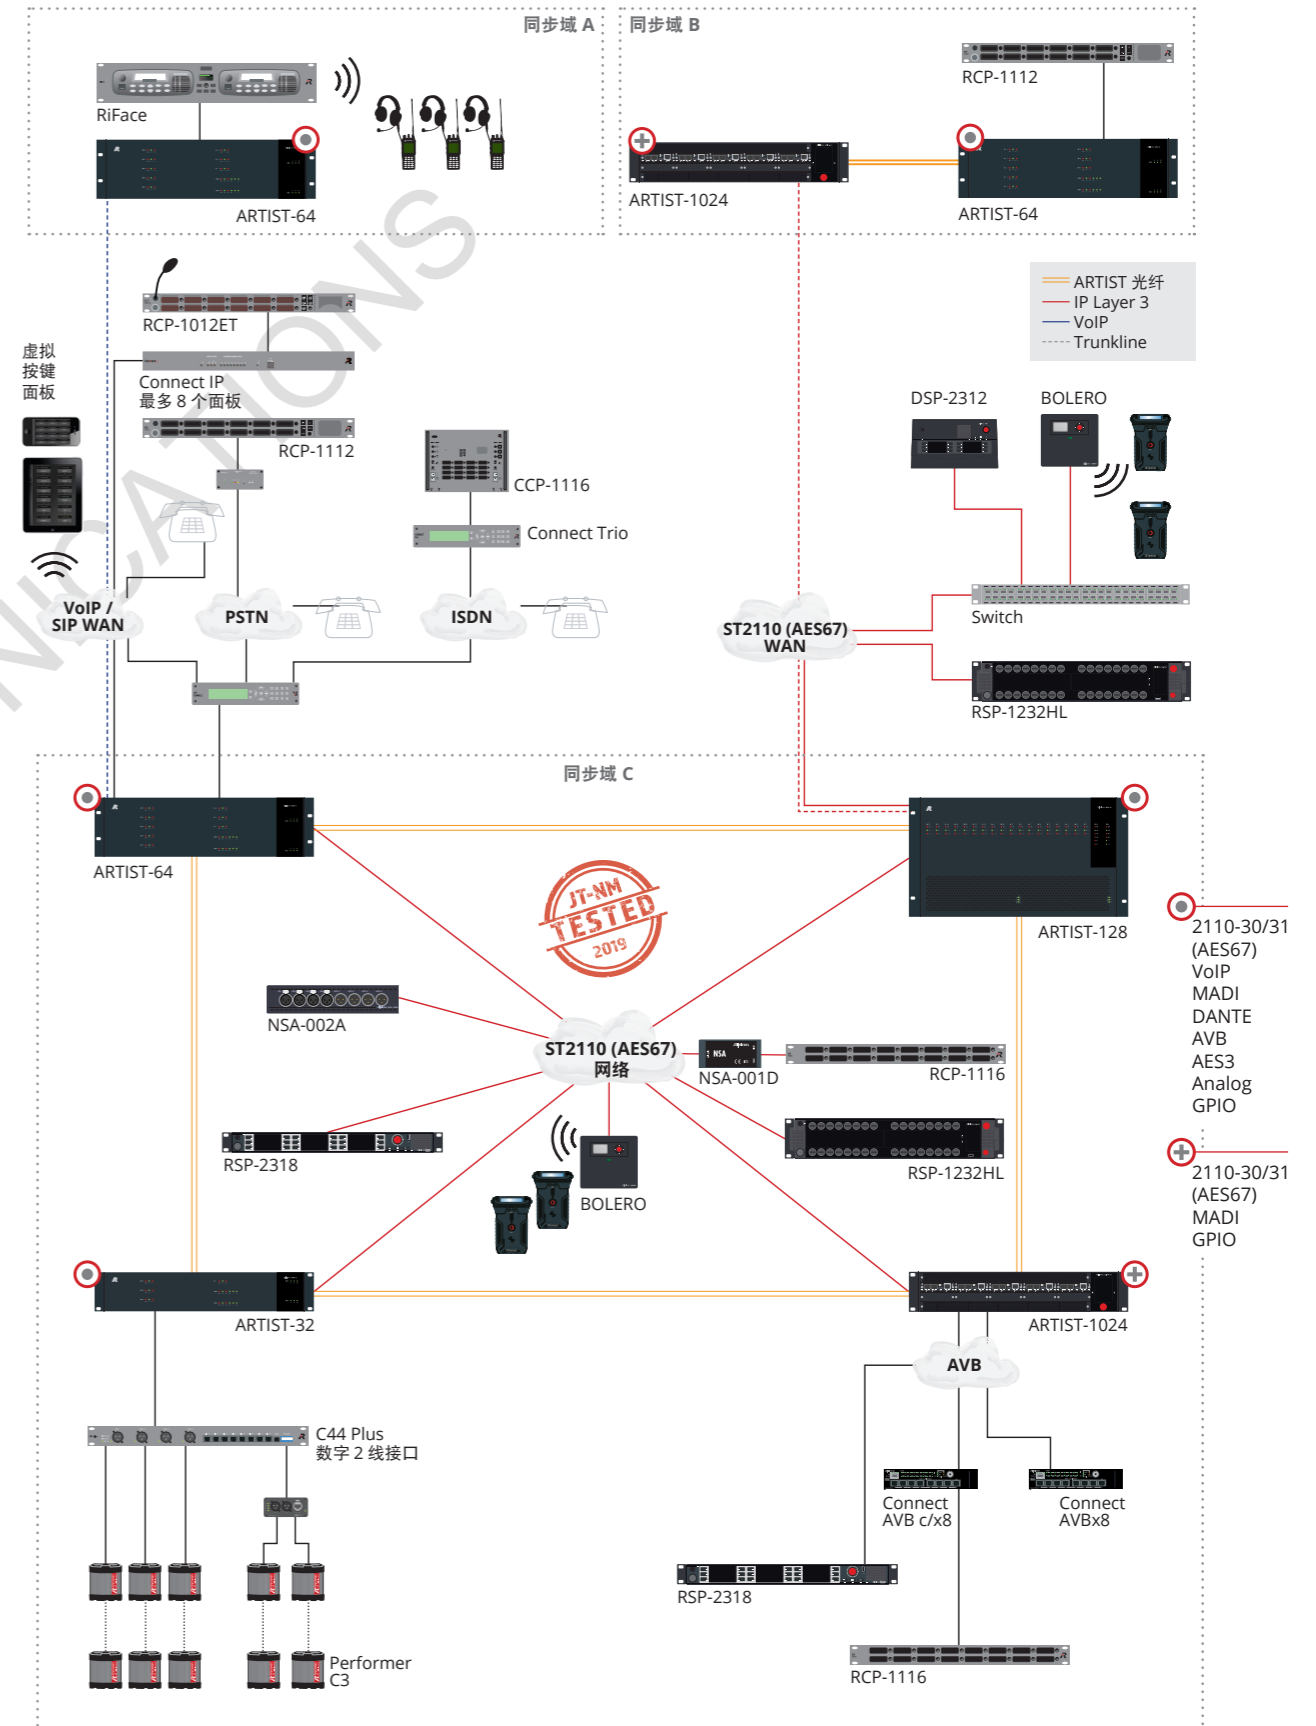 同步域 A
同步域 B
RiFace
ARTIST-64
RCP-1112
ARTIST-1024
ARTIST-64
ARTIST 光纤
IP Layer 3
VoIP
Trunkline
RCP-1012ET
虚拟
按键
面板
Connect IP
最多 8 个面板
RCP-1112
CCP-1116
Connect Trio
VoIP /
SIP WAN
PSTN
ISDN
DSP-2312
BOLERO
Switch
ST2110 (AES67)
WAN
RSP-1232HL
NICATIONS
同步域 C
ARTIST-64
ARTIST-128
JT-NM
TESTED
2019
NSA-002A
ST2110 (AES67)
网络
NSA
NSA-001D
RCP-1116
RSP-2318
BOLERO
RSP-1232HL
2110-30/31
(AES67)
VoIP
MADI
DANTE
AVB
AES3
Analog
GPIO
2110-30/31
(AES67)
MADI
GPIO
ARTIST-32
ARTIST-1024
AVB
C44 Plus
数字 2 线接口
Connect
AVB c/x8
Connect
AVBx8
RSP-2318
Performer
C3
RCP-1116